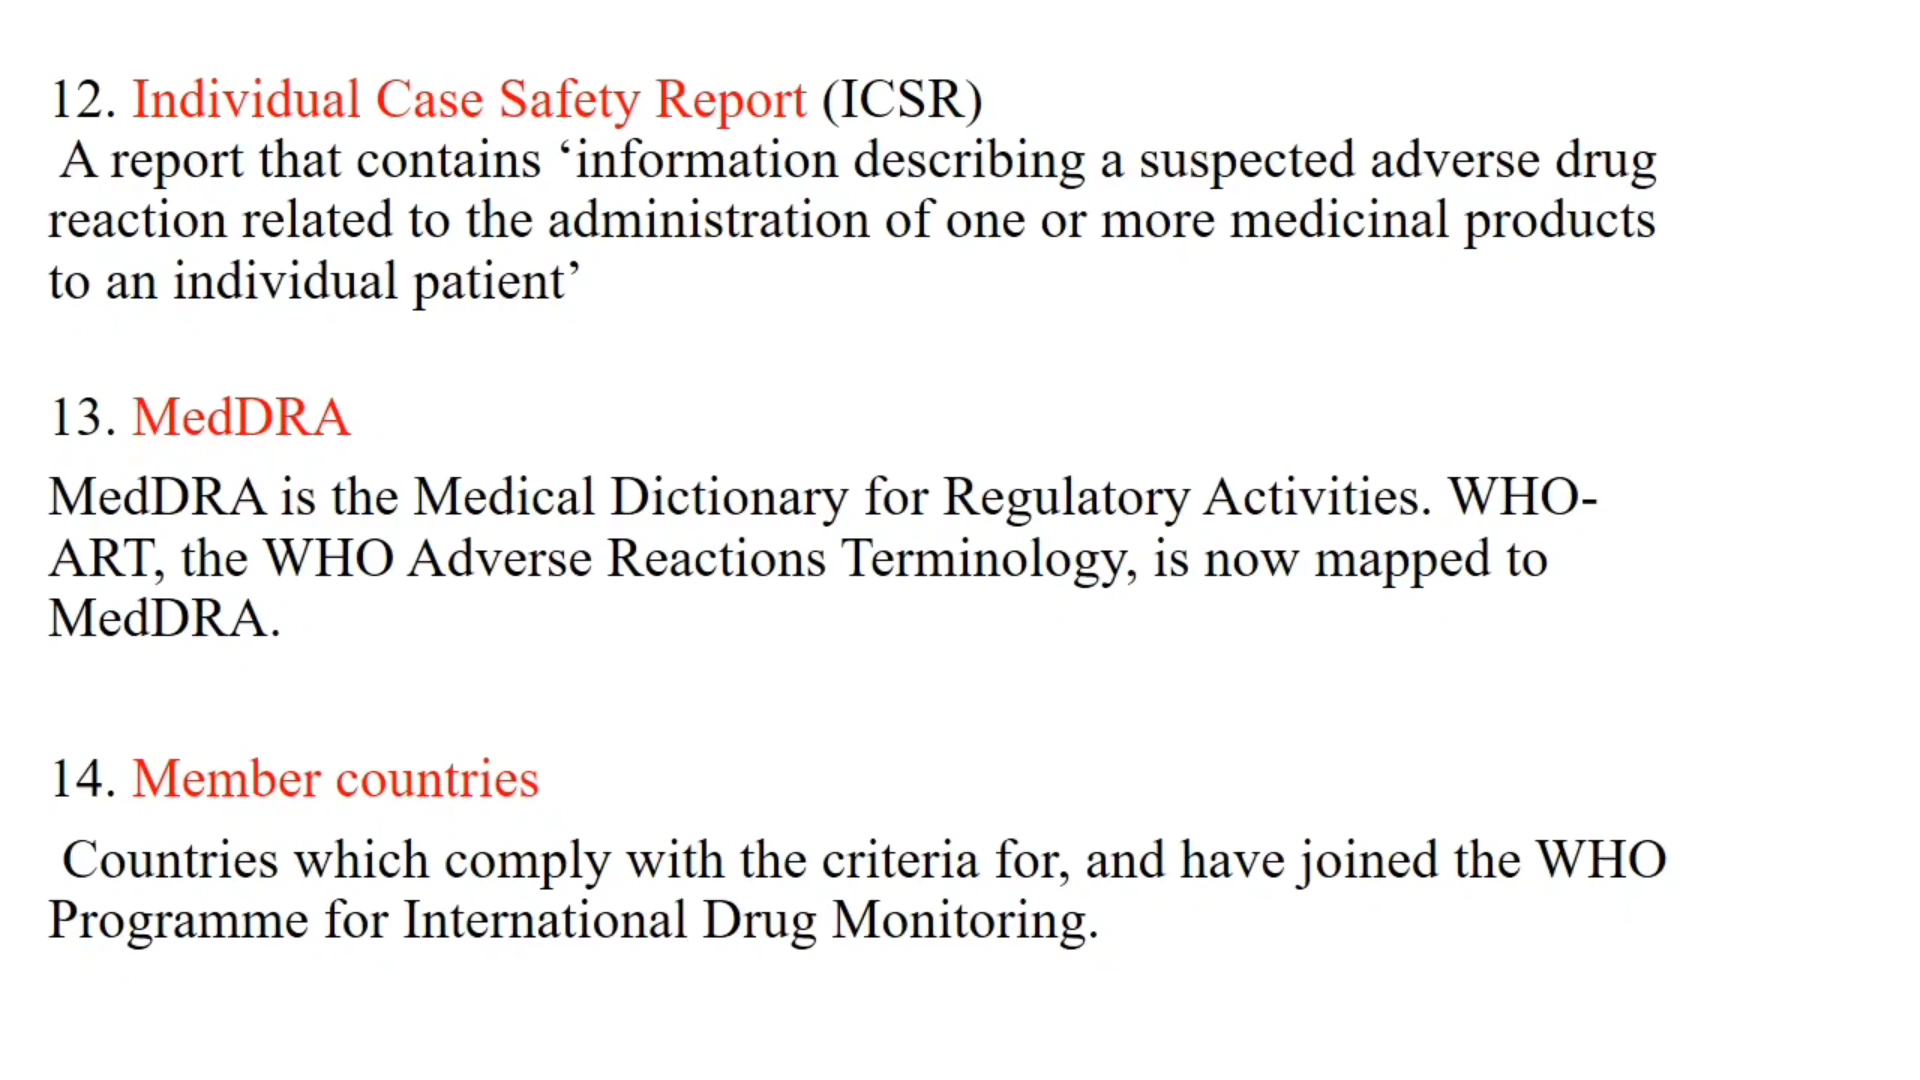 12. Individual Case Safety Report (ICSR)
A report that contains ‘information describing a suspected adverse drug
reaction related to the administration of one or more medicinal products
to an individual patient’
13. MedDRA
MedDRA is the Medical Dictionary for Regulatory Activities. WHO-
ART, the WHO Adverse Reactions Terminology, is now mapped to
MedDRA.
14. Member countries
Countries which comply with the criteria for, and have joined the WHO
Programme for International Drug Monitoring.